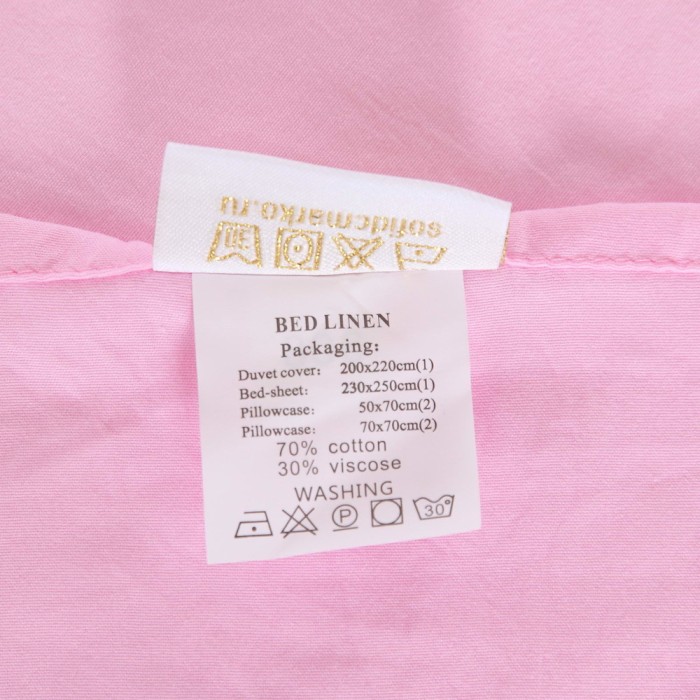 sofidemarko.ru
BED LINEN
Packaging:
Duvet cover: 200x220cm(1)
Bed-sheet: 230x250cm(1)
Pillowcase: 50x70cm(2)
Pillowcase: 70x70cm(2)
70% cotton
30% viscose
WASHING
P 30°